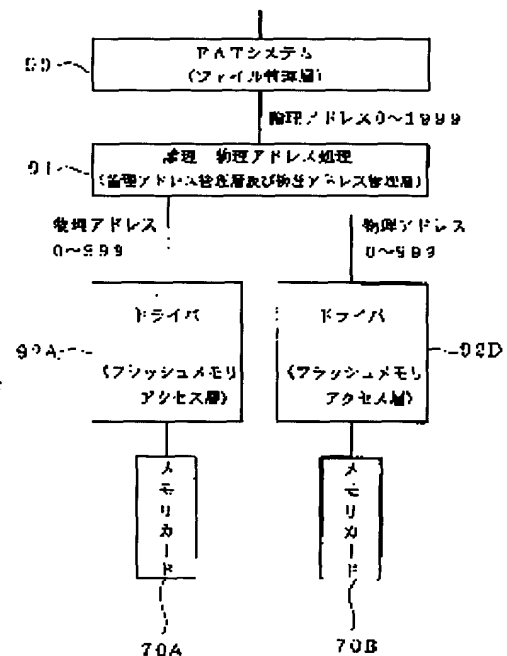 FATシステム
(ファイル管理層)
論理アドレス0~1999
91
論理 物理アドレス処理
(論理アドレス管理層及び物理アドレス管理層)
物理アドレス
0~999
物理アドレス
0~999
ドライバ
(フラッシュメモリ
アクセス層)
ドライバ
(フラッシュメモリ
アクセス層)
メモリカード
メモリカード
70A
70B